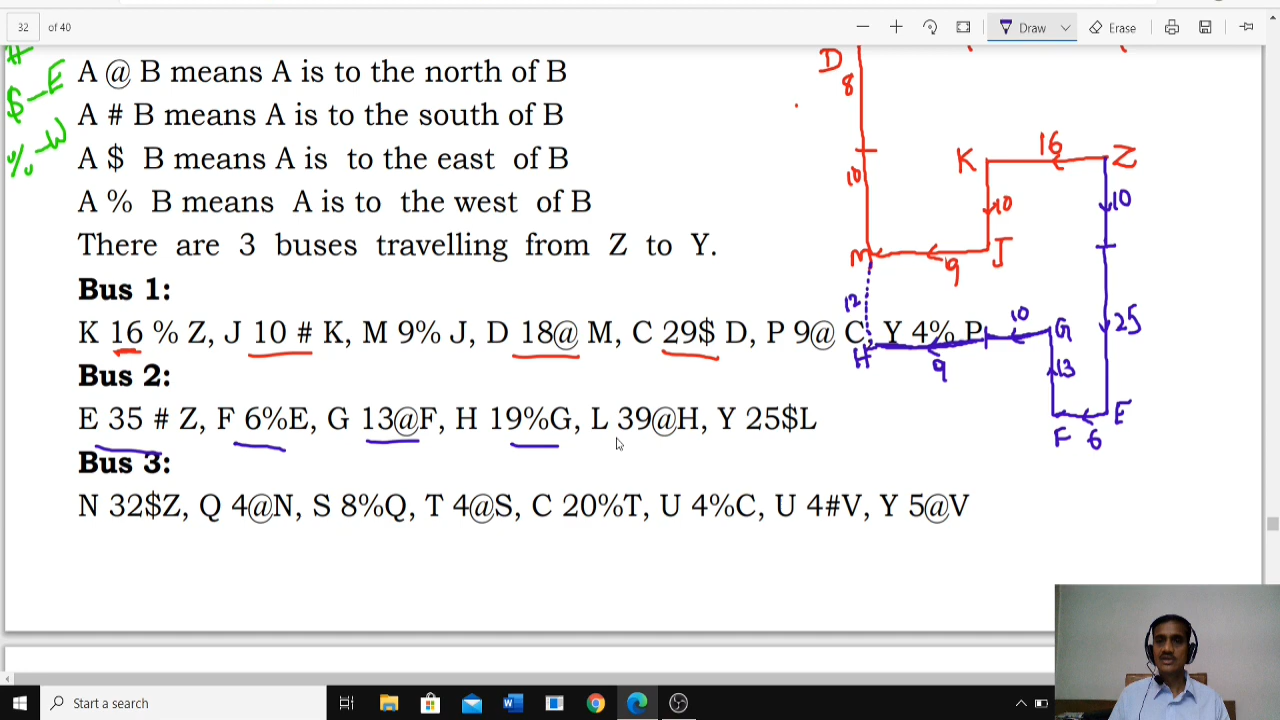 32 of 40
Draw
Erase
#
$ - E
% - W
A @ B means A is to the north of B
A # B means A is to the south of B
A $ B means A is to the east of B
A % B means A is to the west of B
There are 3 buses travelling from Z to Y.
Bus 1:
K 16 % Z, J 10 # K, M 9% J, D 18@ M, C 29$ D, P 9@ C, Y 4% P
Bus 2:
E 35 # Z, F 6%E, G 13@F, H 19%G, L 39@H, Y 25$L
Bus 3:
N 32$Z, Q 4@N, S 8%Q, T 4@S, C 20%T, U 4%C, U 4#V, Y 5@V
D
8
10
K
16
Z
10
10
M
9
J
12
10
G
25
H
9
13
F
6
E
Start a search